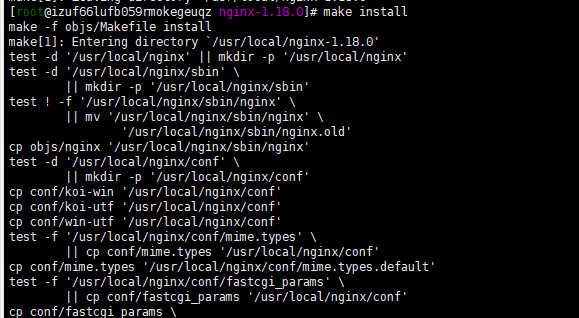 [root@izuf66lufb059rmokegeuqz nginx-1.18.0]# make install
make -f objs/Makefile install
make[1]: Entering directory `/usr/local/nginx-1.18.0'
test -d '/usr/local/nginx' || mkdir -p '/usr/local/nginx'
test -d '/usr/local/nginx/sbin' \
|| mkdir -p '/usr/local/nginx/sbin'
test ! -f '/usr/local/nginx/sbin/nginx' \
|| mv '/usr/local/nginx/sbin/nginx' \
'/usr/local/nginx/sbin/nginx.old'
cp objs/nginx '/usr/local/nginx/sbin/nginx'
test -d '/usr/local/nginx/conf' \
|| mkdir -p '/usr/local/nginx/conf'
cp conf/koi-win '/usr/local/nginx/conf'
cp conf/koi-utf '/usr/local/nginx/conf'
cp conf/win-utf '/usr/local/nginx/conf'
test -f '/usr/local/nginx/conf/mime.types' \
|| cp conf/mime.types '/usr/local/nginx/conf'
cp conf/mime.types '/usr/local/nginx/conf/mime.types.default'
test -f '/usr/local/nginx/conf/fastcgi_params' \
|| cp conf/fastcgi_params '/usr/local/nginx/conf'
cp conf/fastcgi_params \